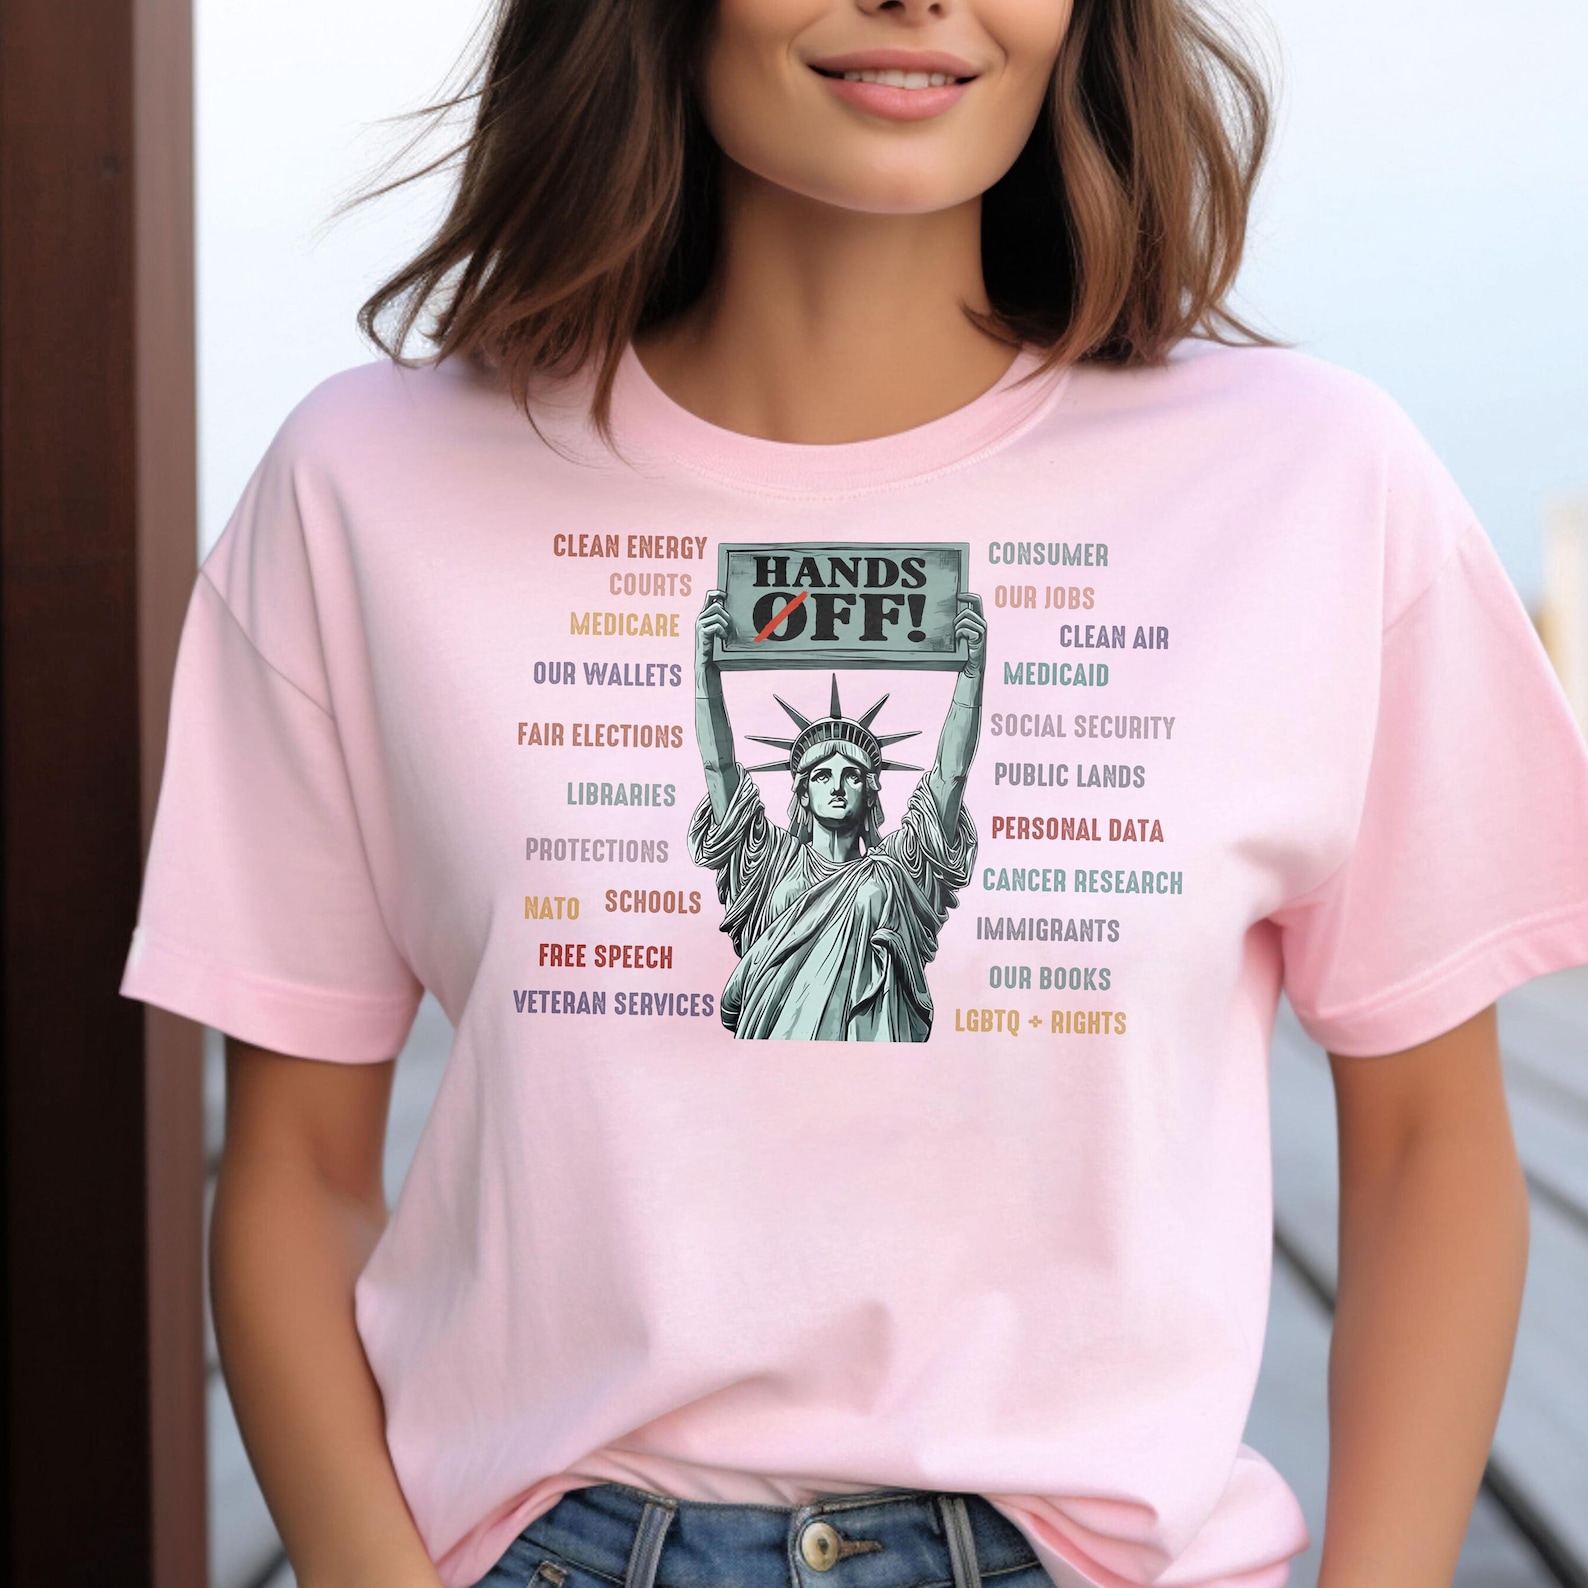 HANDS
OFF!
CLEAN ENERGY
COURTS
MEDICARE
OUR WALLETS
FAIR ELECTIONS
LIBRARIES
PROTECTIONS
NATO SCHOOLS
FREE SPEECH
VETERAN SERVICES
CONSUMER
OUR JOBS
CLEAN AIR
MEDICAID
SOCIAL SECURITY
PUBLIC LANDS
PERSONAL DATA
CANCER RESEARCH
IMMIGRANTS
OUR BOOKS
LGBTQ + RIGHTS